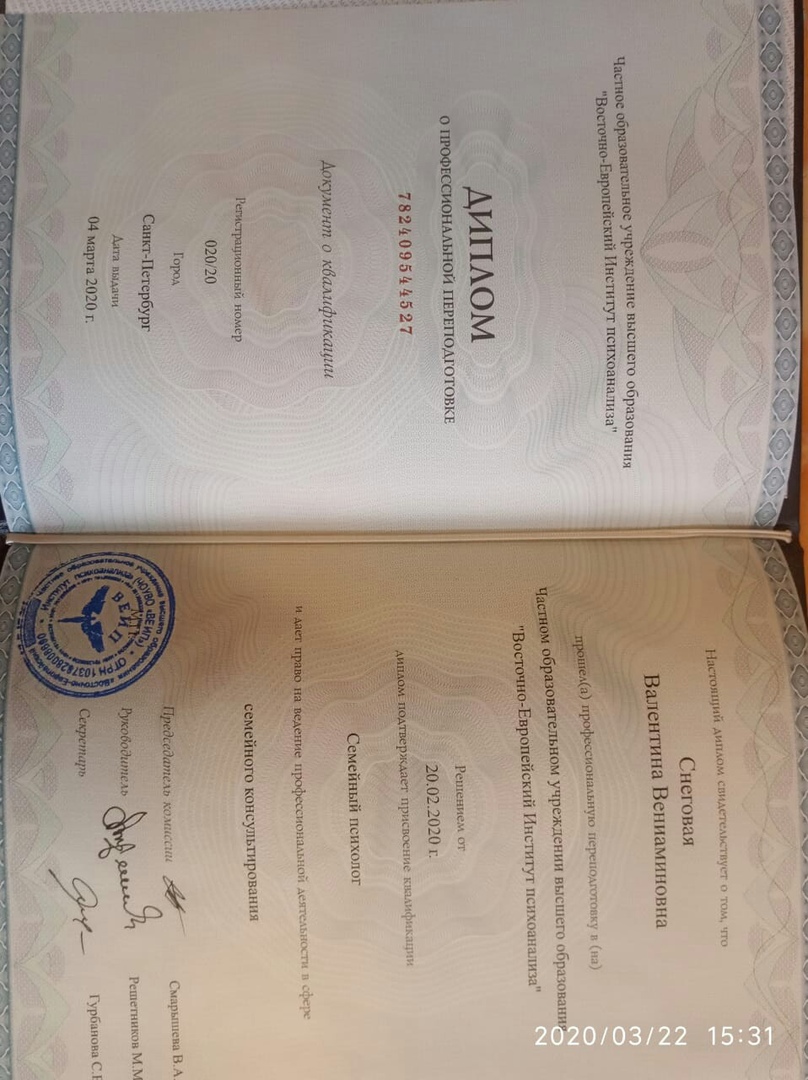 Частное образовательное учреждение высшего образования
"Восточно-Европейский Институт психоанализа"
ДИПЛОМ
О ПРОФЕССИОНАЛЬНОЙ ПЕРЕПОДГОТОВКЕ
782409544527
Документ о квалификации
Регистрационный номер
020/20
Город
Санкт-Петербург
Дата выдачи
04 марта 2020 г.
Настоящий диплом свидетельствует о том, что
Снеговая
Валентина Вениаминовна
прошел(а) профессиональную переподготовку в (на)
Частном образовательном учреждении высшего образования
"Восточно-Европейский Институт психоанализа"
Решением от
20.02.2020 г.
диплом подтверждает присвоение квалификации
Семейный психолог
и дает право на ведение профессиональной деятельности в сфере
семейного консультирования
Председатель комиссии Смарышева В.А.
Руководитель Решетников М.М
Секретарь Гурбанова С.
М.П.
ВЕИП
2020/03/22 15:31